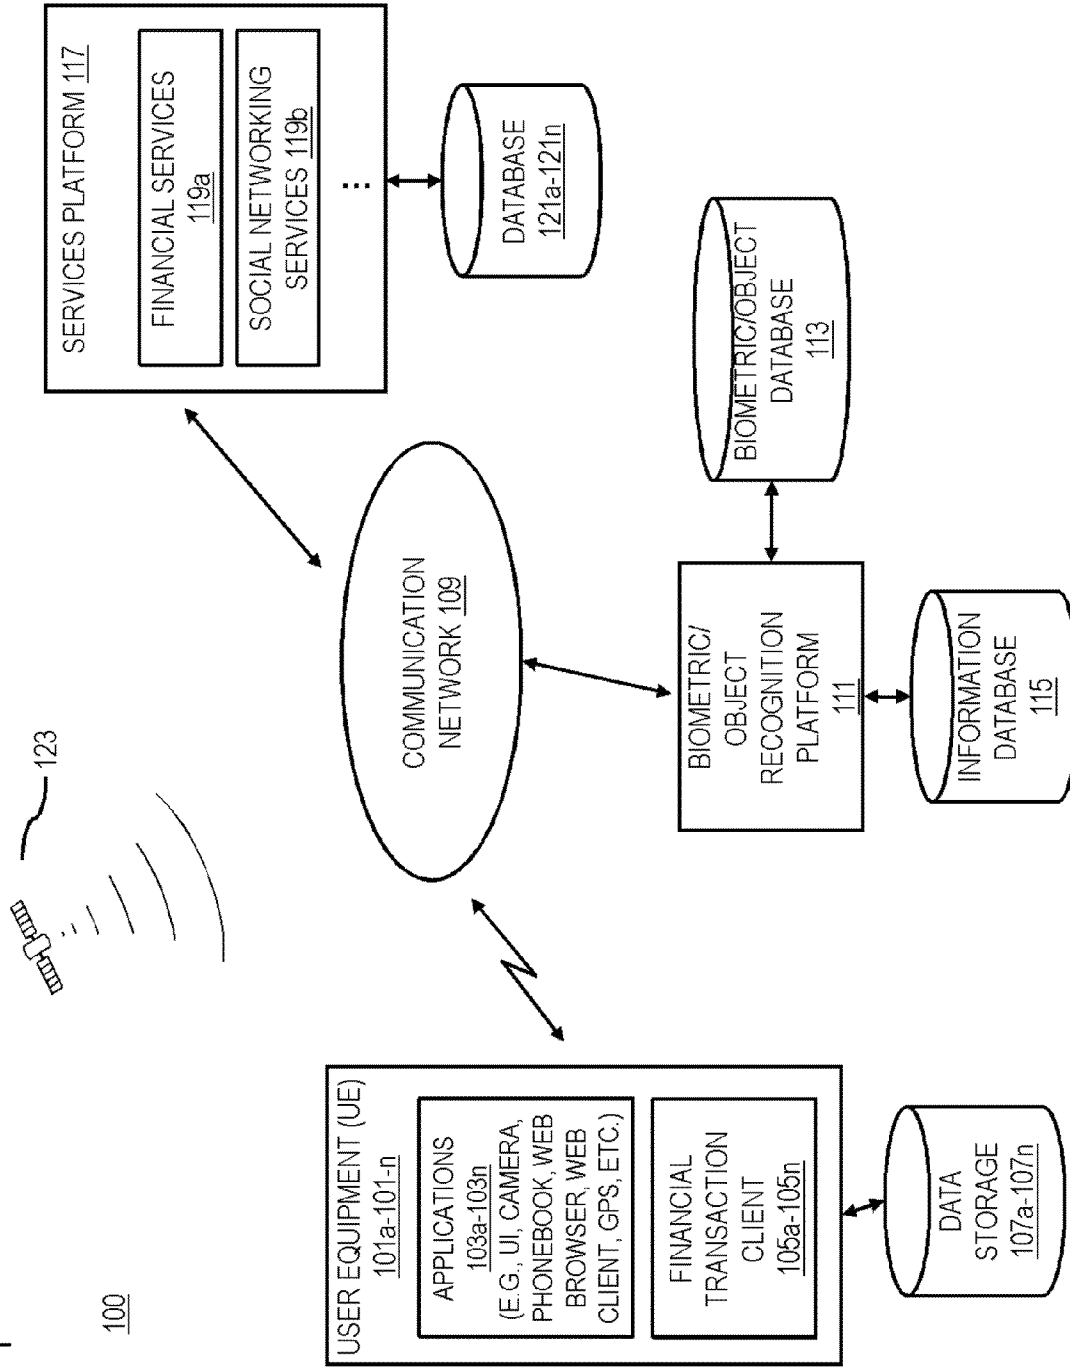 100
123
SERVICES PLATFORM 117
FINANCIAL SERVICES
119a
SOCIAL NETWORKING
SERVICES 119b
...
DATABASE
121a-121n
COMMUNICATION
NETWORK 109
USER EQUIPMENT (UE)
101a-101-n
APPLICATIONS
103a-103n
(E.G., UI, CAMERA,
PHONEBOOK, WEB
BROWSER, WEB
CLIENT, GPS, ETC.)
FINANCIAL
TRANSACTION
CLIENT
105a-105n
DATA
STORAGE
107a-107n
BIOMETRIC/
OBJECT
RECOGNITION
PLATFORM
111
BIOMETRIC/OBJECT
DATABASE
113
INFORMATION
DATABASE
115